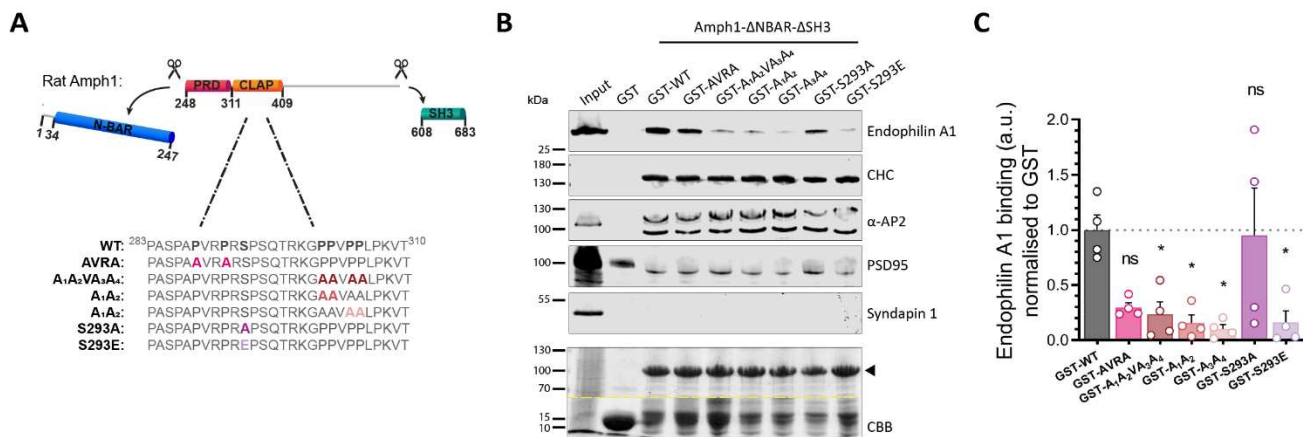 A
Rat Amph1:
PRD
CLAP
248
311
409
1
34
N-BAR
247
SH3
608
683
WT: 283PASPAPVRPRSPSQTRKGPPVPPLPKVT310
AVRA: PASPAAVRARSPSQTRKGPPVPPLPKVT
A1A2VA3A4: PASPAPVRPRSPSQTRKGAAVAALPKVT
A1A2: PASPAPVRPRSPSQTRKGAAVPPLPKVT
A1A2: PASPAPVRPRSPSQTRKGAAVAALPKVT
S293A: PASPAPVRPRAPSQTRKGPPVPPLPKVT
S293E: PASPAPVRPREPSQTRKGPPVPPLPKVT
B
Amph1-ΔNBAR-ΔSH3
kDa
Input
GST
GST-WT
GST-AVRA
GST-A1A2VA3A4
GST-A1A2
GST-A3A4
GST-S293A
GST-S293E
25
Endophilin A1
180
130
CHC
130
100
α-AP2
100
PSD95
55
Syndapin 1
130
100
70
55
15
10
CBB
C
Endophilin A1 binding (a.u.)
normalised to GST
2.5
2.0
1.5
1.0
0.5
0.0
ns
*
*
*
ns
*
GST-WT
GST-AVRA
GST-A1A2VA3A4
GST-A1A2
GST-A3A4
GST-S293A
GST-S293E